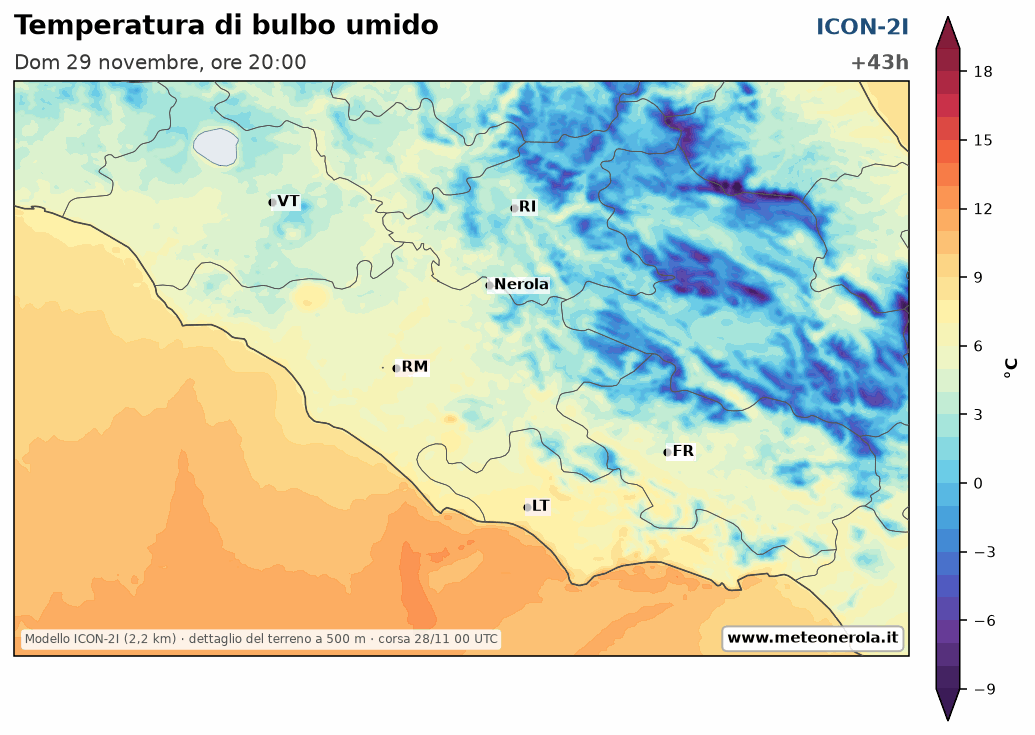 Temperatura di bulbo umido
ICON-2I
Dom 29 novembre, ore 20:00
+43h
VT
RI
Nerola
RM
FR
LT
Modello ICON-2I (2,2 km) · dettaglio del terreno a 500 m · corsa 28/11 00 UTC
www.meteonerola.it
18
15
12
9
6
3
0
−3
−6
−9
°C